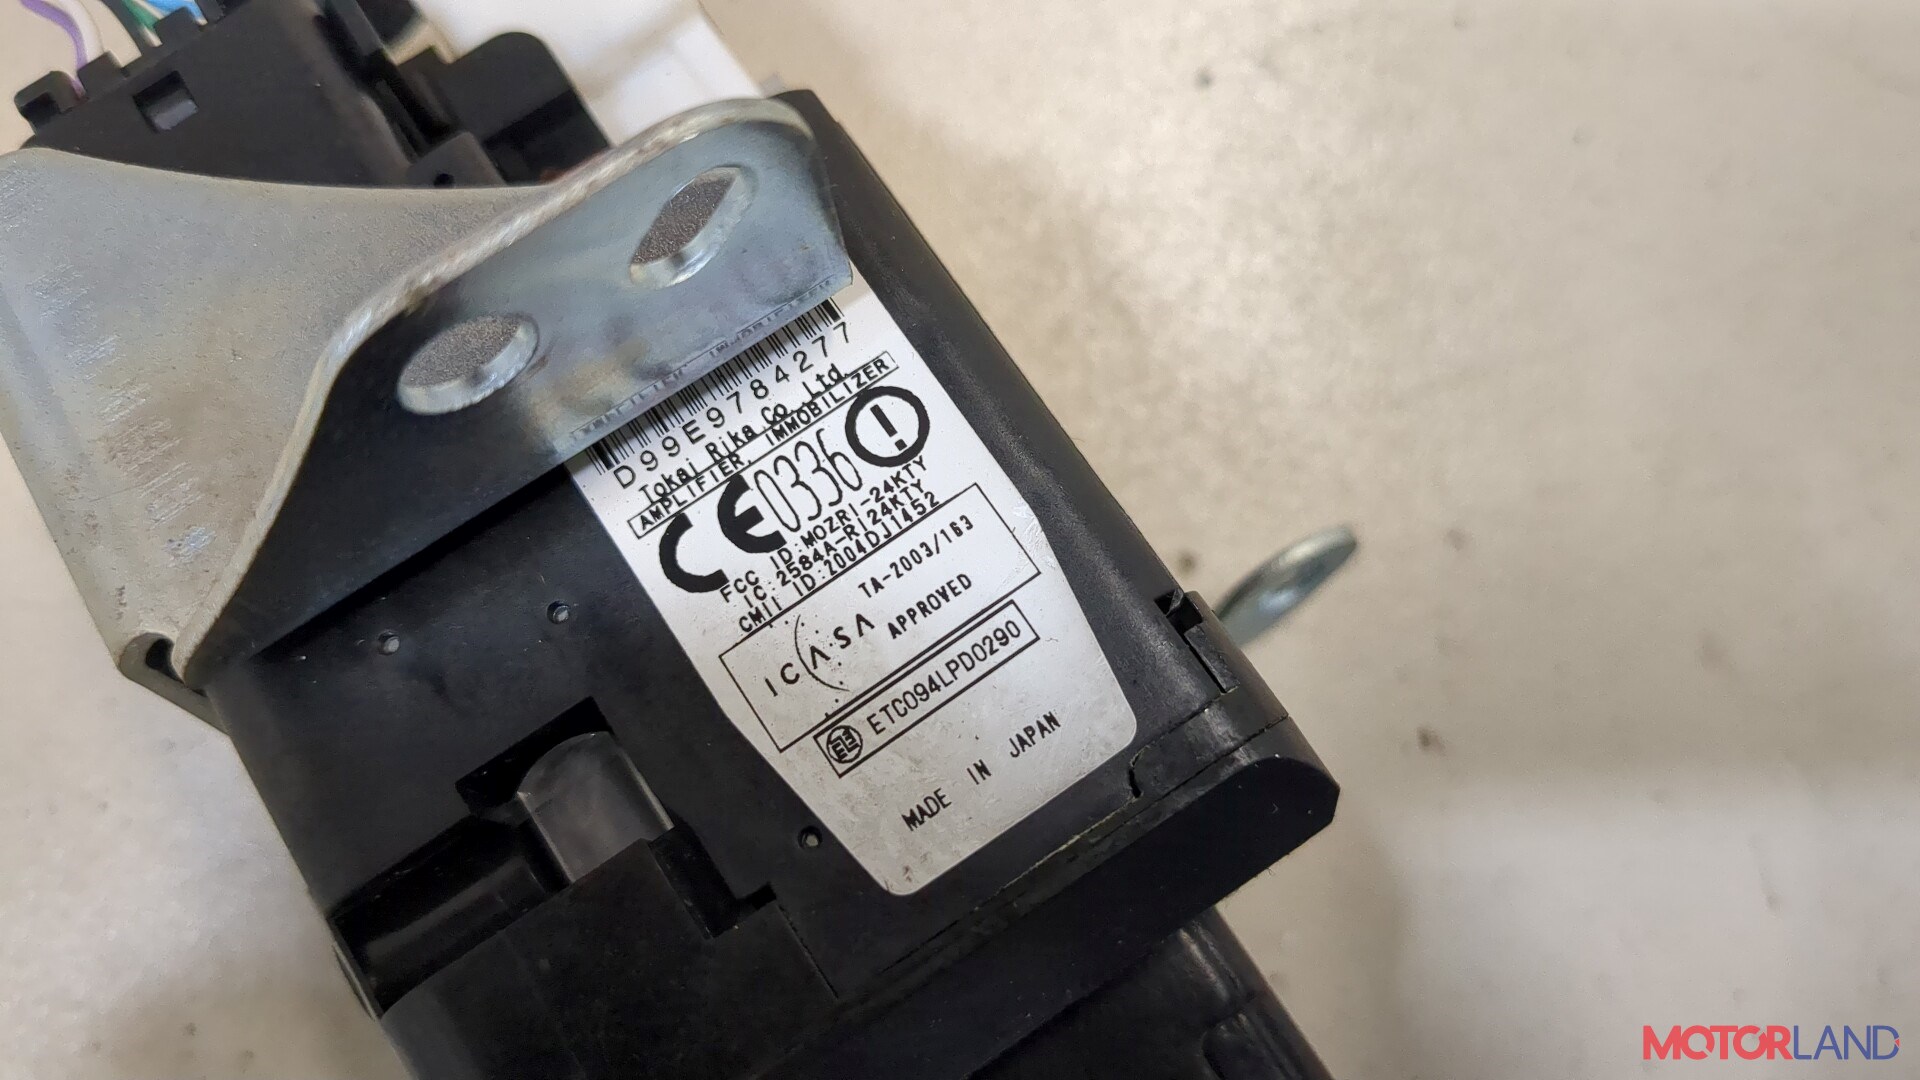 D99E9784277
Tokai Rika Co.,Ltd.
AMPLIFIER, IMMOBILIZER
CE0336
FCC ID:MOZRI-24KTY
IC:2584A-RI24KTY
CMII ID:2004DJ1452
TA-2003/163
ICASA APPROVED
ETC094LPD0290
MADE IN JAPAN
MOTORLAND